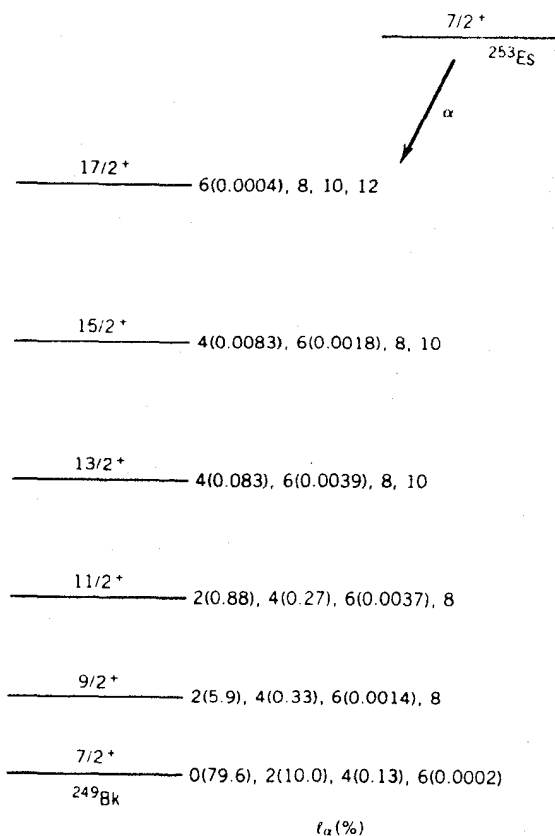 7/2⁺
²⁵³Es
α
17/2⁺
6(0.0004), 8, 10, 12
15/2⁺
4(0.0083), 6(0.0018), 8, 10
13/2⁺
4(0.083), 6(0.0039), 8, 10
11/2⁺
2(0.88), 4(0.27), 6(0.0037), 8
9/2⁺
2(5.9), 4(0.33), 6(0.0014), 8
7/2⁺
0(79.6), 2(10.0), 4(0.13), 6(0.0002)
²⁴⁹Bk
ℓα(%)